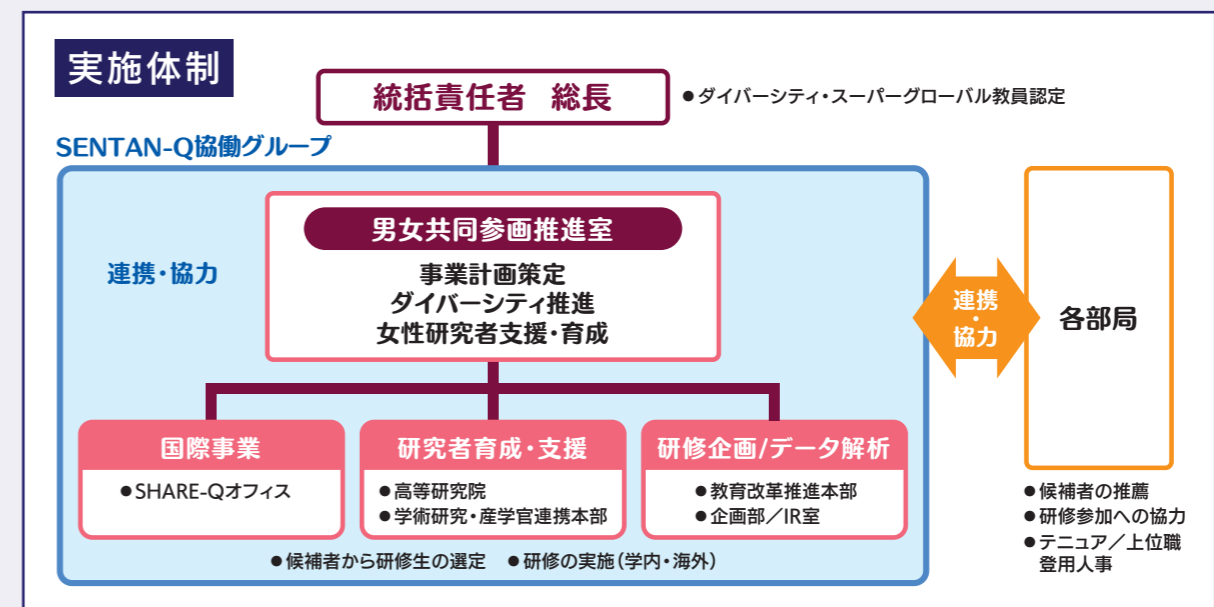 実施体制
統括責任者 総長
●ダイバーシティ・スーパーグローバル教員認定
SENTAN-Q協働グループ
連携・協力
男女共同参画推進室
事業計画策定
ダイバーシティ推進
女性研究者支援・育成
国際事業
●SHARE-Qオフィス
研究者育成・支援
●高等研究院
●学術研究・産学官連携本部
研修企画/データ解析
●教育改革推進本部
●企画部／IR室
●候補者から研修生の選定 ●研修の実施（学内・海外）
連携
・
協力
各部局
●候補者の推薦
●研修参加への協力
●テニュア／上位職
登用人事